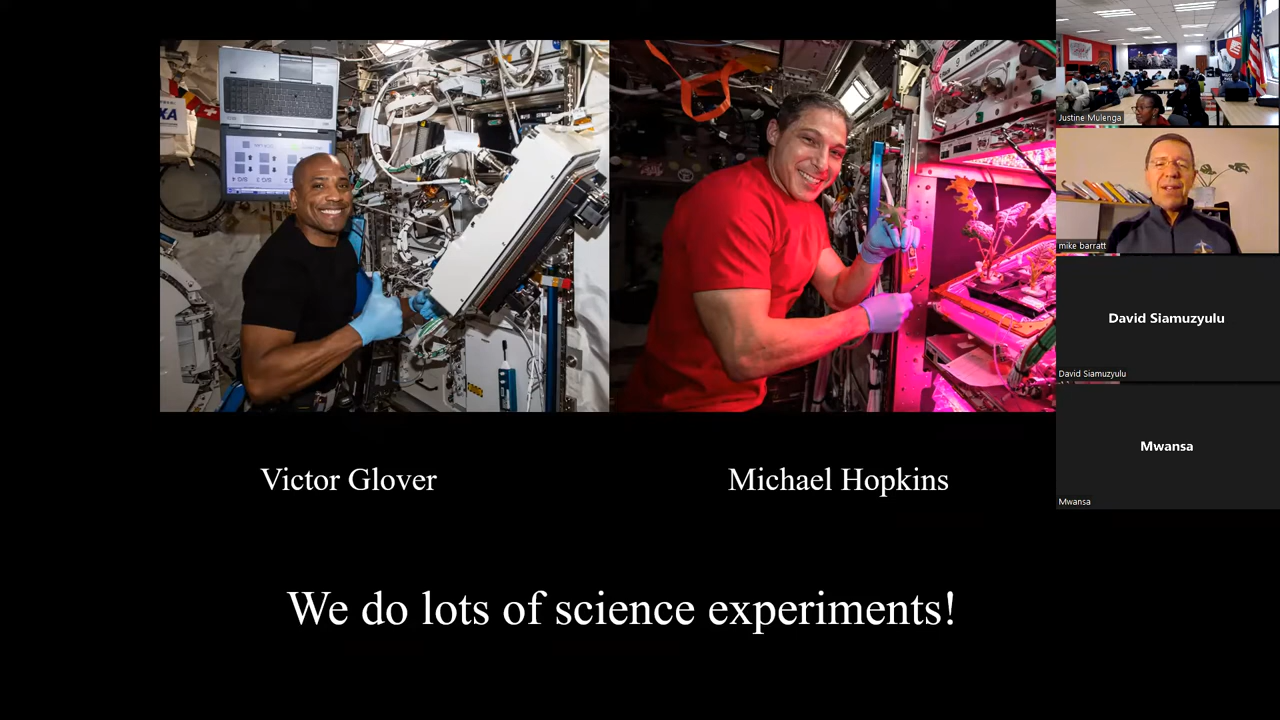 Victor Glover
Michael Hopkins
We do lots of science experiments!
Justine Mulenga
mike barratt
David Siamuzyulu
David Siamuzyulu
Mwansa
Mwansa